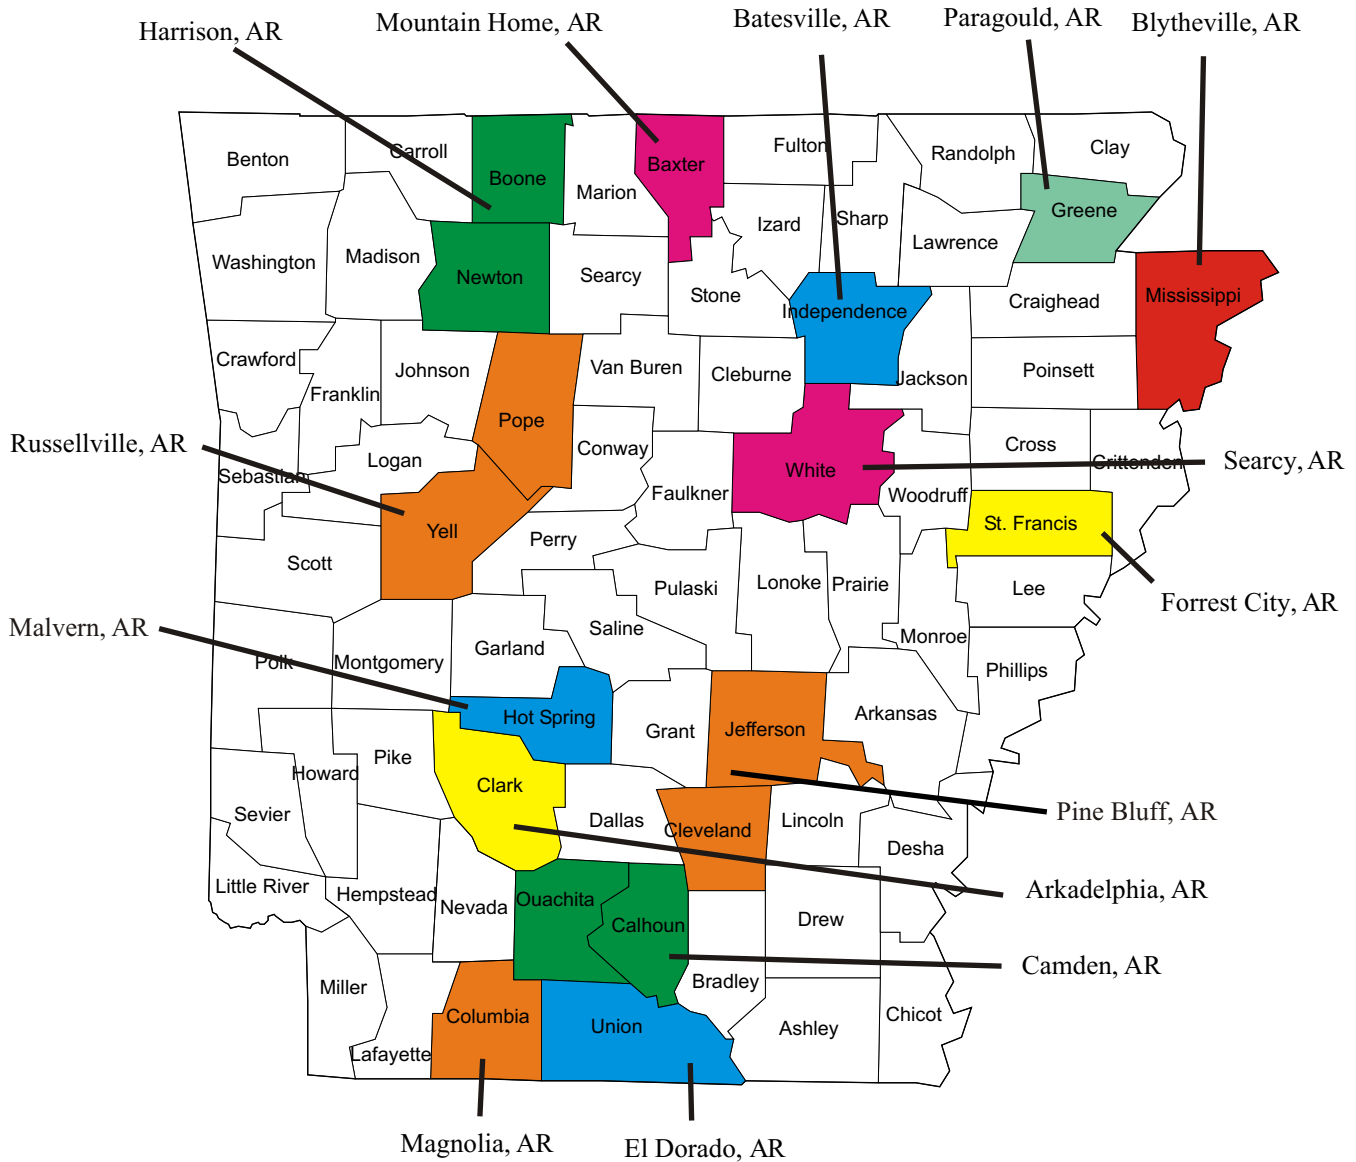 Harrison, AR
Mountain Home, AR
Batesville, AR
Paragould, AR
Blytheville, AR
Benton
Carroll
Boone
Marion
Baxter
Fulton
Randolph
Clay
Greene
Izard
Sharp
Lawrence
Washington
Madison
Newton
Searcy
Stone
Independence
Craighead
Mississippi
Crawford
Franklin
Johnson
Pope
Van Buren
Cleburne
Jackson
Poinsett
Russellville, AR
Sebastian
Logan
Conway
Faulkner
White
Woodruff
Cross
Crittenden
Searcy, AR
Scott
Yell
Perry
Pulaski
Lonoke
Prairie
St. Francis
Lee
Forrest City, AR
Malvern, AR
Polk
Montgomery
Garland
Saline
Monroe
Phillips
Hot Spring
Grant
Jefferson
Arkansas
Howard
Pike
Clark
Dallas
Cleveland
Lincoln
Desha
Pine Bluff, AR
Sevier
Little River
Hempstead
Nevada
Ouachita
Calhoun
Drew
Arkadelphia, AR
Camden, AR
Miller
Lafayette
Columbia
Union
Bradley
Ashley
Chicot
Magnolia, AR
El Dorado, AR